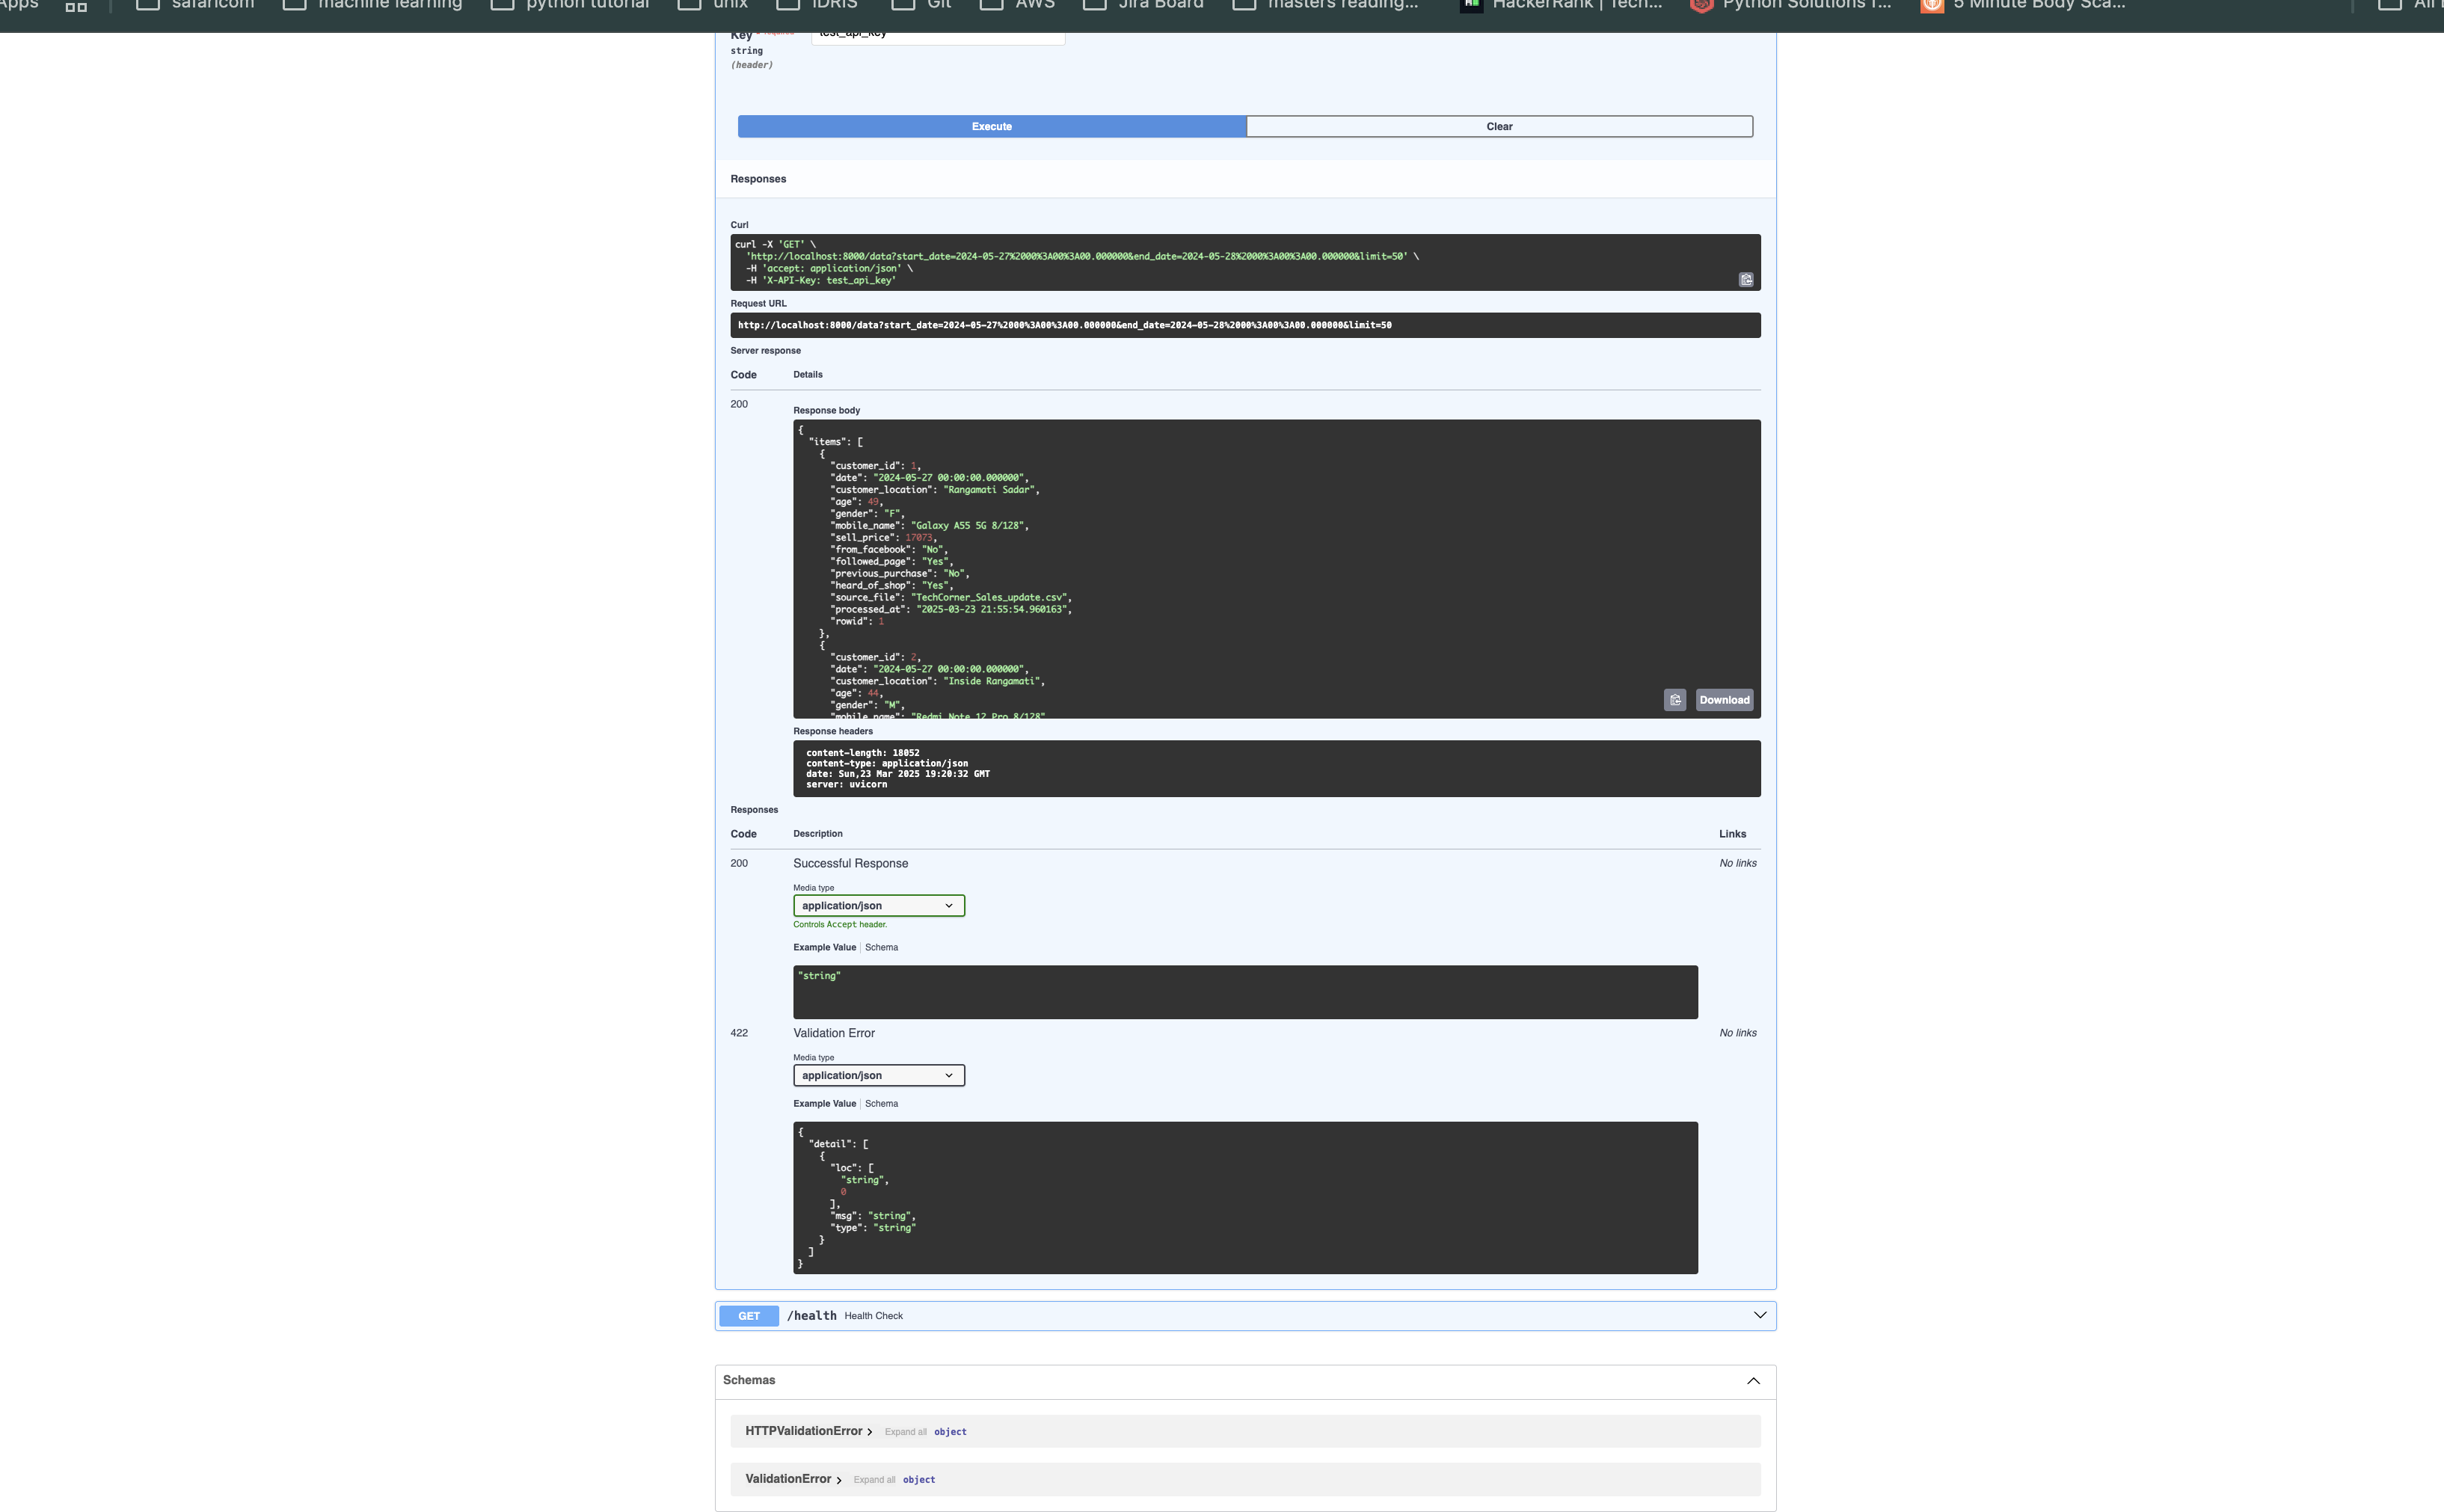 Apps safaricom machine learning python tutorial unix IDRIS Git AWS Jira Board masters reading... HackerRank | Tech... Python Solutions f... 5 Minute Body Sca... All
Key * required test_api_key
string
(header)
Execute Clear
Responses
Curl
curl -X 'GET' \
'http://localhost:8000/data?start_date=2024-05-27%2000%3A00%3A00.000000&end_date=2024-05-28%2000%3A00%3A00.000000&limit=50' \
-H 'accept: application/json' \
-H 'X-API-Key: test_api_key'
Request URL
http://localhost:8000/data?start_date=2024-05-27%2000%3A00%3A00.000000&end_date=2024-05-28%2000%3A00%3A00.000000&limit=50
Server response
Code Details
200
Response body
{
"items": [
{
"customer_id": 1,
"date": "2024-05-27 00:00:00.000000",
"customer_location": "Rangamati Sadar",
"age": 49,
"gender": "F",
"mobile_name": "Galaxy A55 5G 8/128",
"sell_price": 17073,
"from_facebook": "No",
"followed_page": "Yes",
"previous_purchase": "No",
"heard_of_shop": "Yes",
"source_file": "TechCorner_Sales_update.csv",
"processed_at": "2025-03-23 21:55:54.960163",
"rowid": 1
},
{
"customer_id": 2,
"date": "2024-05-27 00:00:00.000000",
"customer_location": "Inside Rangamati",
"age": 44,
"gender": "M",
"mobile_name": "Redmi Note 12 Pro 8/128"
Download
Response headers
content-length: 18052
content-type: application/json
date: Sun,23 Mar 2025 19:20:32 GMT
server: uvicorn
Responses
Code Description Links
200 Successful Response No links
Media type
application/json
Controls Accept header.
Example Value Schema
"string"
422 Validation Error No links
Media type
application/json
Example Value Schema
{
"detail": [
{
"loc": [
"string",
0
],
"msg": "string",
"type": "string"
}
]
}
GET /health Health Check
Schemas
HTTPValidationError Expand all object
ValidationError Expand all object